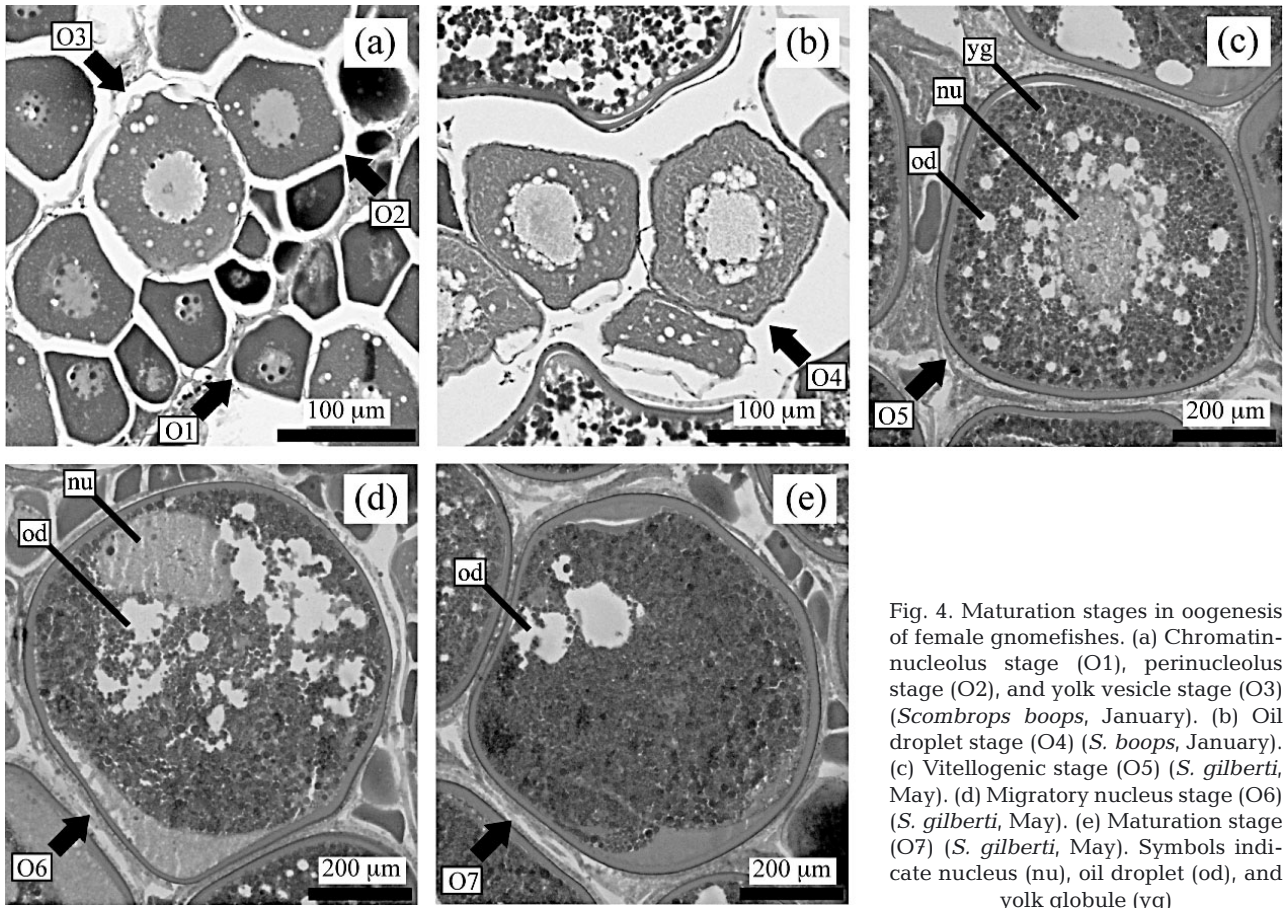 (a)
O3
O2
O1
100 µm
(b)
O4
100 µm
(c)
yg
nu
od
O5
200 µm
(d)
nu
od
O6
200 µm
(e)
od
O7
200 µm
Fig. 4. Maturation stages in oogenesis
of female gnomefishes. (a) Chromatin-
nucleolus stage (O1), perinucleolus
stage (O2), and yolk vesicle stage (O3)
(Scombrops boops, January). (b) Oil
droplet stage (O4) (S. boops, January).
(c) Vitellogenic stage (O5) (S. gilberti,
May). (d) Migratory nucleus stage (O6)
(S. gilberti, May). (e) Maturation stage
(O7) (S. gilberti, May). Symbols indi-
cate nucleus (nu), oil droplet (od), and
yolk globule (yg)